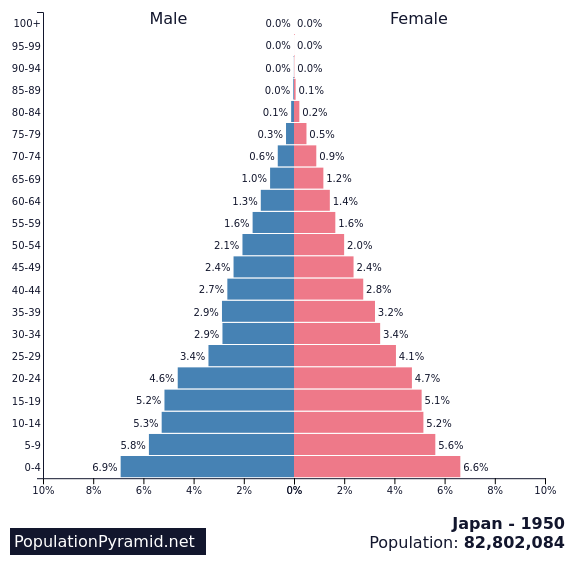 Male Female
100+ 0.0% 0.0%
95-99 0.0% 0.0%
90-94 0.0% 0.0%
85-89 0.0% 0.1%
80-84 0.1% 0.2%
75-79 0.3% 0.5%
70-74 0.6% 0.9%
65-69 1.0% 1.2%
60-64 1.3% 1.4%
55-59 1.6% 1.6%
50-54 2.1% 2.0%
45-49 2.4% 2.4%
40-44 2.7% 2.8%
35-39 2.9% 3.2%
30-34 2.9% 3.4%
25-29 3.4% 4.1%
20-24 4.6% 4.7%
15-19 5.2% 5.1%
10-14 5.3% 5.2%
5-9 5.8% 5.6%
0-4 6.9% 6.6%
10% 8% 6% 4% 2% 0% 2% 4% 6% 8% 10%
Japan - 1950
PopulationPyramid.net Population: 82,802,084